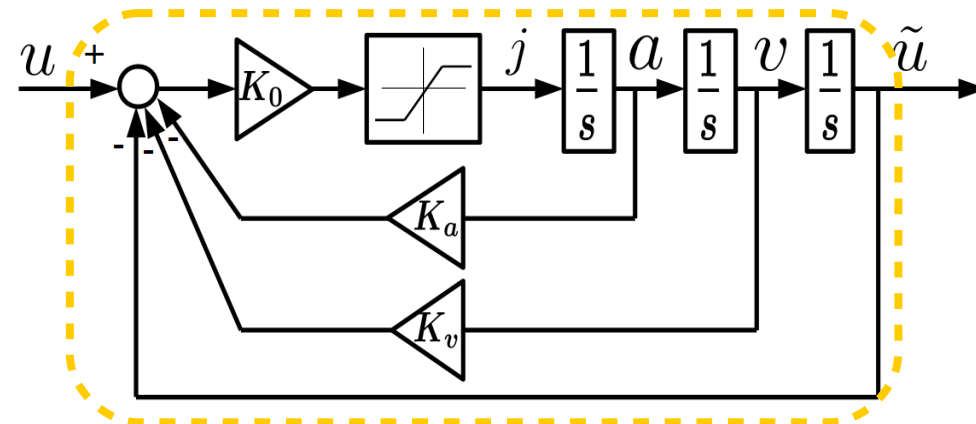 u + j a v ũ
K₀ 1/s 1/s 1/s
- - -
Kₐ
Kᵥ